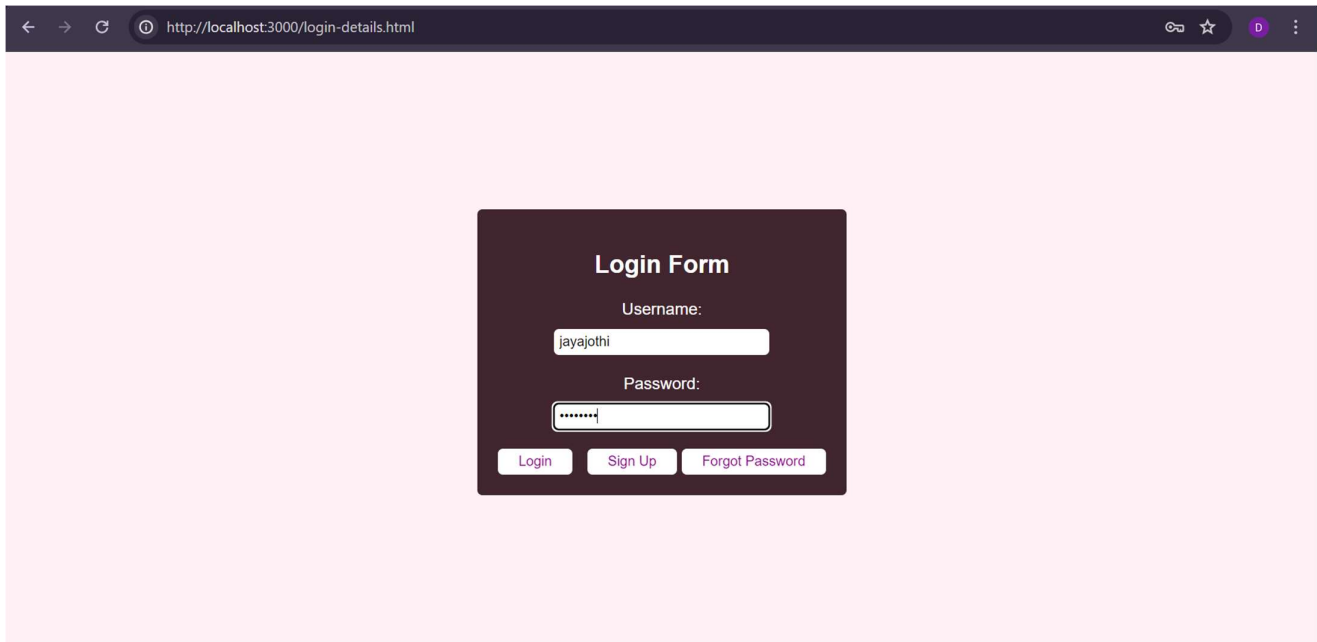 http://localhost:3000/login-details.html
D
Login Form
Username:
jayajothi
Password:
••••••••
Login Sign Up Forgot Password